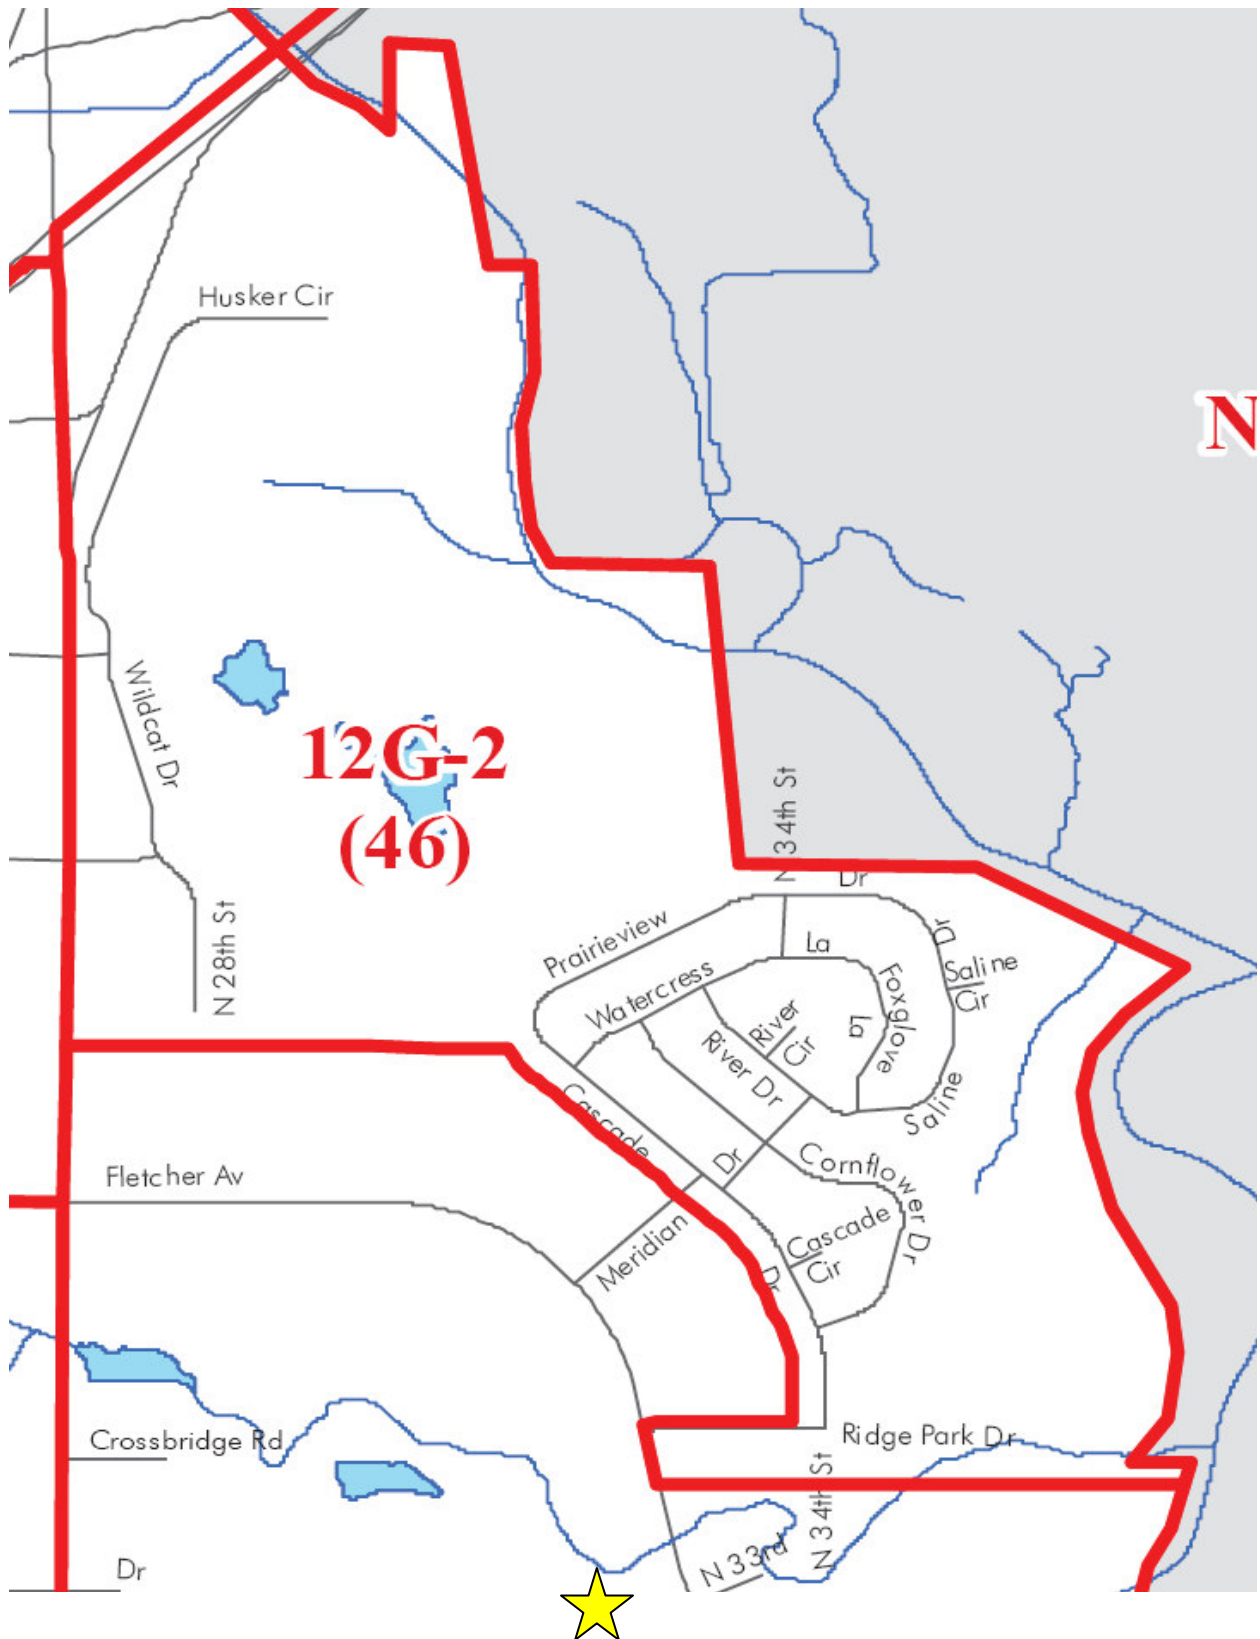 Husker Cir
N
Wildcat Dr
12G-2
(46)
N 34th St
Dr
Prairieview
N 28th St
La
Dr
Saline
Cir
Watercress
Foxglove
La
River
Cir
River Dr
Cascade
Saline
Dr
Cornflower Dr
Fletcher Av
Meridian
Cascade
Cir
Dr
Crossbridge Rd
Ridge Park Dr
N 34th St
N 33rd
Dr